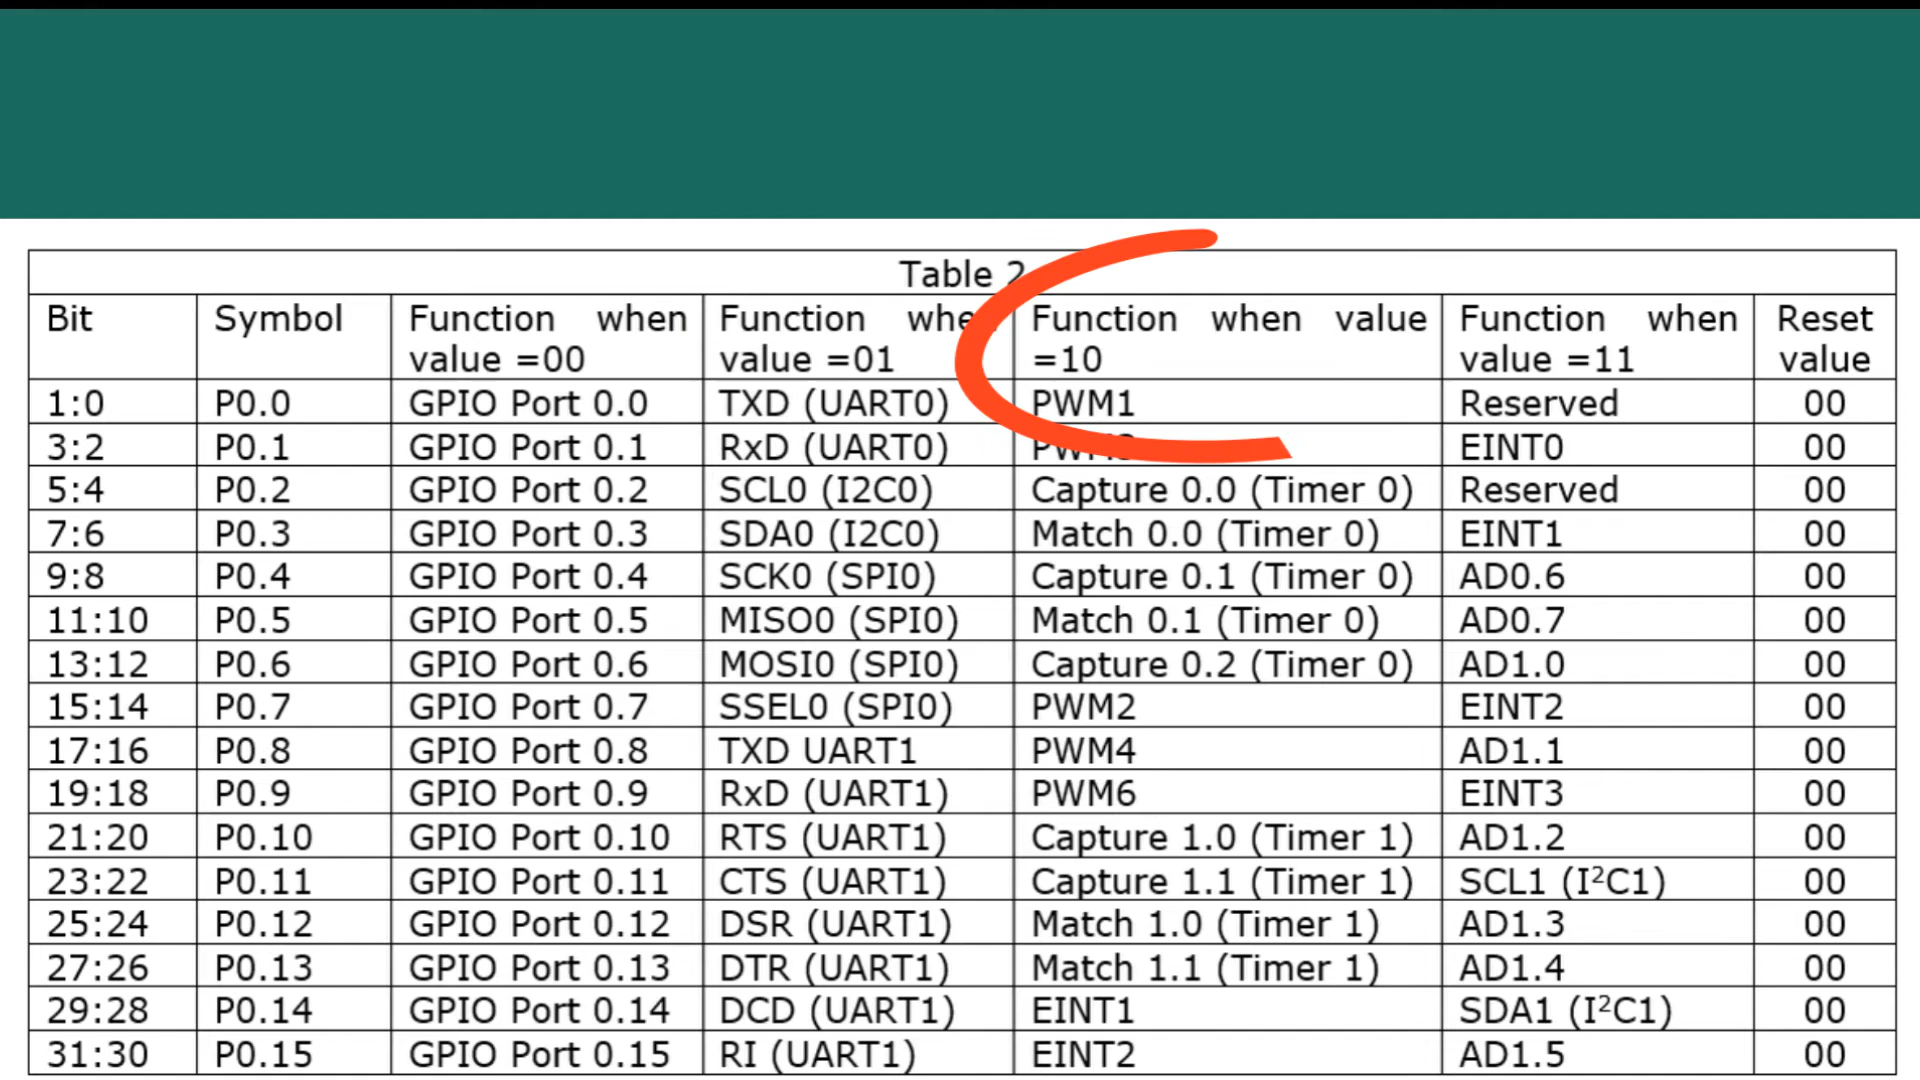 Table 2
Bit Symbol Function when value =00 Function when value =01 Function when value =10 Function when value =11 Reset value
1:0 P0.0 GPIO Port 0.0 TXD (UART0) PWM1 Reserved 00
3:2 P0.1 GPIO Port 0.1 RxD (UART0) EINT0 00
5:4 P0.2 GPIO Port 0.2 SCL0 (I2C0) Capture 0.0 (Timer 0) Reserved 00
7:6 P0.3 GPIO Port 0.3 SDA0 (I2C0) Match 0.0 (Timer 0) EINT1 00
9:8 P0.4 GPIO Port 0.4 SCK0 (SPI0) Capture 0.1 (Timer 0) AD0.6 00
11:10 P0.5 GPIO Port 0.5 MISO0 (SPI0) Match 0.1 (Timer 0) AD0.7 00
13:12 P0.6 GPIO Port 0.6 MOSI0 (SPI0) Capture 0.2 (Timer 0) AD1.0 00
15:14 P0.7 GPIO Port 0.7 SSEL0 (SPI0) PWM2 EINT2 00
17:16 P0.8 GPIO Port 0.8 TXD UART1 PWM4 AD1.1 00
19:18 P0.9 GPIO Port 0.9 RxD (UART1) PWM6 EINT3 00
21:20 P0.10 GPIO Port 0.10 RTS (UART1) Capture 1.0 (Timer 1) AD1.2 00
23:22 P0.11 GPIO Port 0.11 CTS (UART1) Capture 1.1 (Timer 1) SCL1 (I²C1) 00
25:24 P0.12 GPIO Port 0.12 DSR (UART1) Match 1.0 (Timer 1) AD1.3 00
27:26 P0.13 GPIO Port 0.13 DTR (UART1) Match 1.1 (Timer 1) AD1.4 00
29:28 P0.14 GPIO Port 0.14 DCD (UART1) EINT1 SDA1 (I²C1) 00
31:30 P0.15 GPIO Port 0.15 RI (UART1) EINT2 AD1.5 00